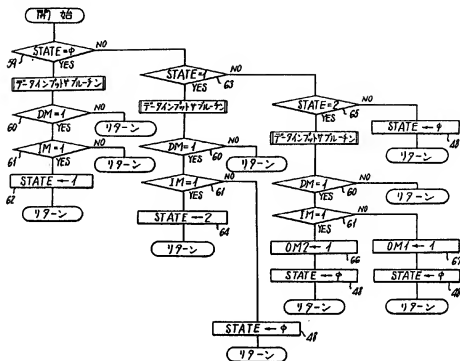 開始
STATE=φ
NO
59
YES
データインプットサブルーチン
DM=1
NO
60
YES
リターン
IM=1
NO
61
YES
リターン
STATE ← 1
62
リターン
STATE=1
NO
63
YES
データインプットサブルーチン
DM=1
NO
60
YES
リターン
IM=1
NO
61
YES
STATE ← 2
64
リターン
STATE ← φ
48
リターン
STATE=2
NO
65
YES
STATE ← φ
48
リターン
データインプットサブルーチン
DM=1
NO
60
YES
リターン
IM=1
NO
61
YES
OM2 ← 1
66
STATE ← φ
48
リターン
OM1 ← 1
67
STATE ← φ
48
リターン